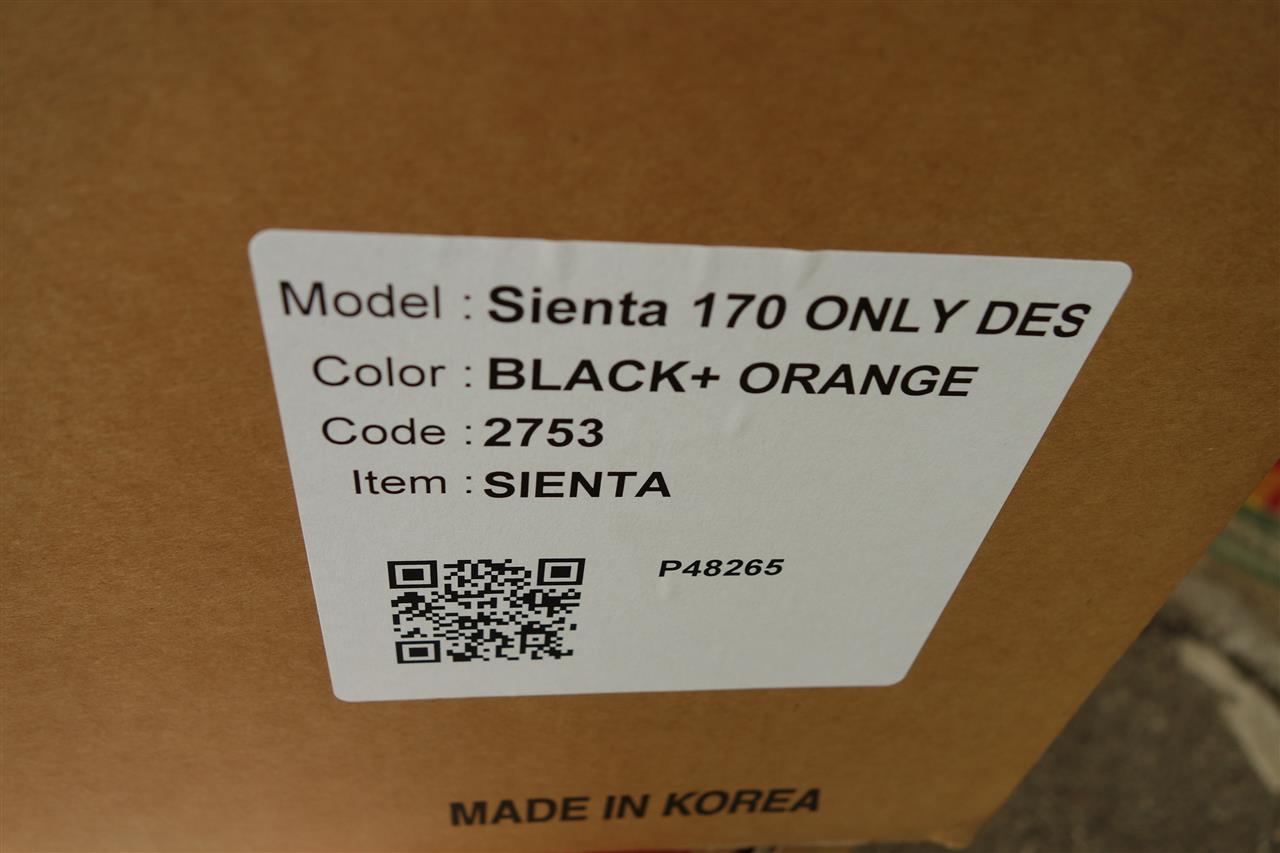 Model : Sienta 170 ONLY DES
Color : BLACK+ ORANGE
Code : 2753
Item : SIENTA
P48265
MADE IN KOREA